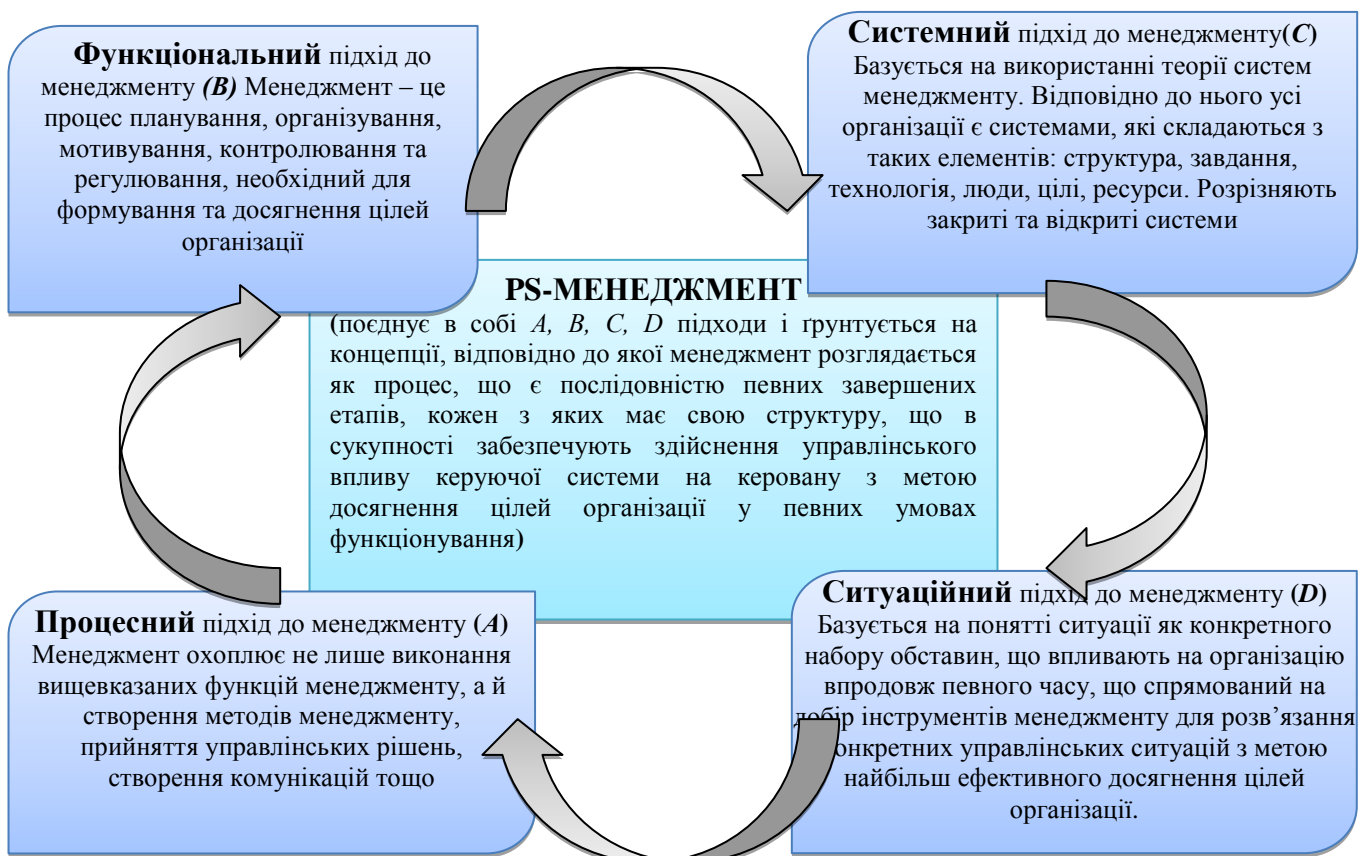 Функціональний підхід до
менеджменту (B) Менеджмент – це
процес планування, організування,
мотивування, контролювання та
регулювання, необхідний для
формування та досягнення цілей
організації
Системний підхід до менеджменту(C)
Базується на використанні теорії систем
менеджменту. Відповідно до нього усі
організації є системами, які складаються з
таких елементів: структура, завдання,
технологія, люди, цілі, ресурси. Розрізняють
закриті та відкриті системи
PS-МЕНЕДЖМЕНТ
(поєднує в собі A, B, C, D підходи і ґрунтується на
концепції, відповідно до якої менеджмент розглядається
як процес, що є послідовністю певних завершених
етапів, кожен з яких має свою структуру, що в
сукупності забезпечують здійснення управлінського
впливу керуючої системи на керовану з метою
досягнення цілей організації у певних умовах
функціонування)
Процесний підхід до менеджменту (A)
Менеджмент охоплює не лише виконання
вищевказаних функцій менеджменту, а й
створення методів менеджменту,
прийняття управлінських рішень,
створення комунікацій тощо
Ситуаційний підхід до менеджменту (D)
Базується на понятті ситуації як конкретного
набору обставин, що впливають на організацію
впродовж певного часу, що спрямований на
добір інструментів менеджменту для розв’язання
конкретних управлінських ситуацій з метою
найбільш ефективного досягнення цілей
організації.